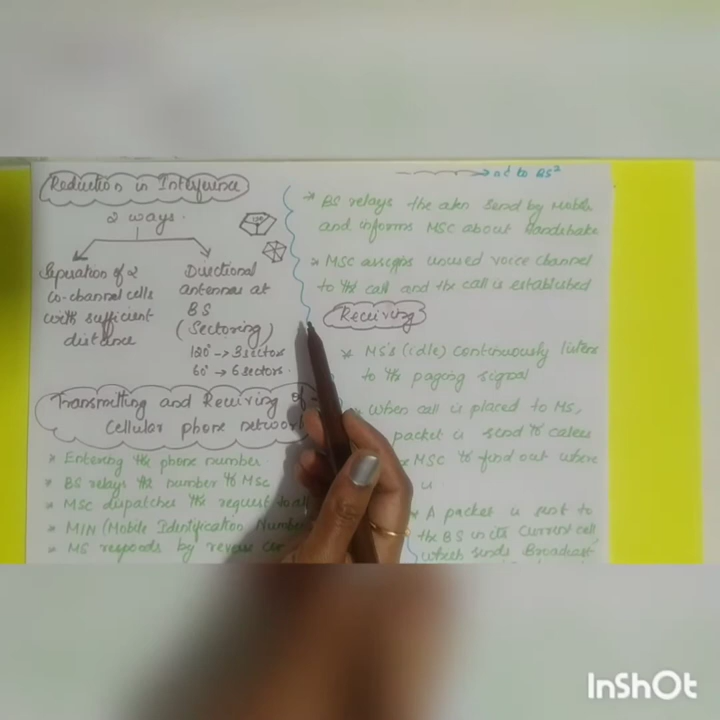 Reduction in Interference
2 ways.
Seperation of 2
co-channel cells
with sufficient
distance
Directional
antennas at
BS
(Sectoring)
120° → 3 sectors
60° → 6 sectors.
Transmitting and Receiving of
Cellular phone network
* Entering the phone number
* BS relays the number to MSC
* MSC dispatches the request to all
* MIN (Mobile Identification Number
* MS responds by reverse
BS relays the send by Mobile
and informs MSC about handshake
* MSC assigns unused voice channel
to the call and the call is established
Receiving
* MS's (idle) continuously listens
to the paging signal
* When call is placed to MS,
packet is send to
MSC to find out where
* A packet is sent to
the BS in its current cell
which sends Broadcast
InShOt